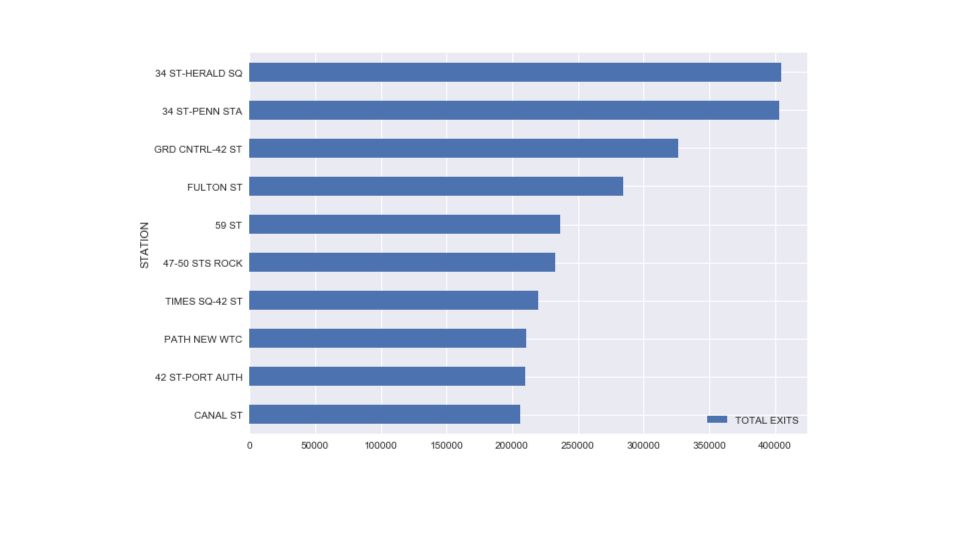 34 ST-HERALD SQ
34 ST-PENN STA
GRD CNTRL-42 ST
FULTON ST
59 ST
STATION
47-50 STS ROCK
TIMES SQ-42 ST
PATH NEW WTC
42 ST-PORT AUTH
CANAL ST
TOTAL EXITS
0 50000 100000 150000 200000 250000 300000 350000 400000